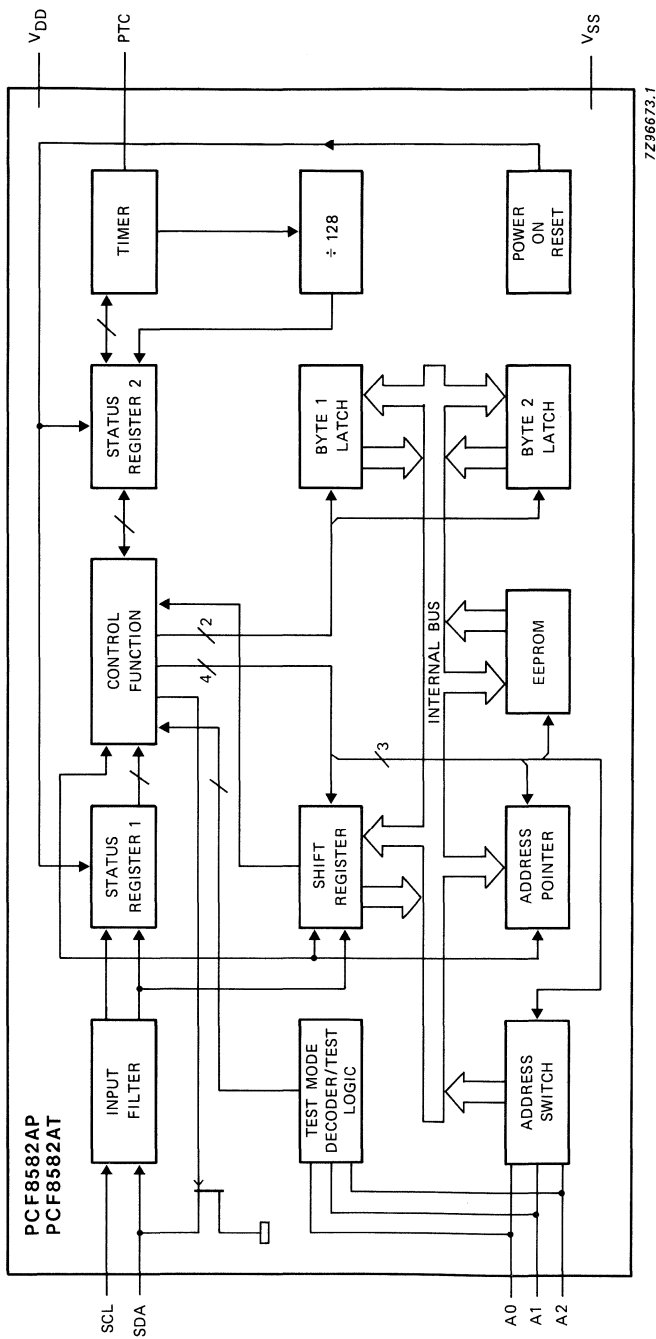 PCF8582AP
PCF8582AT
SCL
SDA
A0
A1
A2
INPUT
FILTER
STATUS
REGISTER 1
CONTROL
FUNCTION
STATUS
REGISTER 2
TIMER
VDD
PTC
VSS
4
2
3
÷ 128
TEST MODE
DECODER/TEST
LOGIC
SHIFT
REGISTER
BYTE 1
LATCH
INTERNAL BUS
ADDRESS
SWITCH
ADDRESS
POINTER
EEPROM
BYTE 2
LATCH
POWER
ON
RESET
7Z96673.1